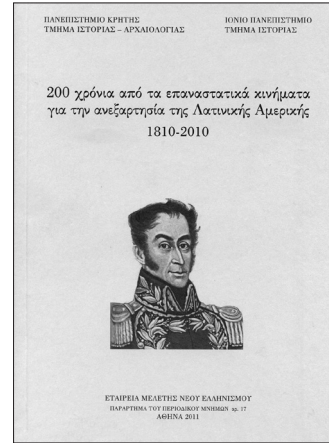 ΠΑΝΕΠΙΣΤΗΜΙΟ ΚΡΗΤΗΣ
ΤΜΗΜΑ ΙΣΤΟΡΙΑΣ – ΑΡΧΑΙΟΛΟΓΙΑΣ
ΙΟΝΙΟ ΠΑΝΕΠΙΣΤΗΜΙΟ
ΤΜΗΜΑ ΙΣΤΟΡΙΑΣ
200 χρόνια από τα επαναστατικά κινήματα
για την ανεξαρτησία της Λατινικής Αμερικής
1810-2010
ΕΤΑΙΡΕΙΑ ΜΕΛΕΤΗΣ ΝΕΟΥ ΕΛΛΗΝΙΣΜΟΥ
ΠΑΡΑΡΤΗΜΑ ΤΟΥ ΠΕΡΙΟΔΙΚΟΥ ΜΝΗΜΩΝ αρ. 17
ΑΘΗΝΑ 2011